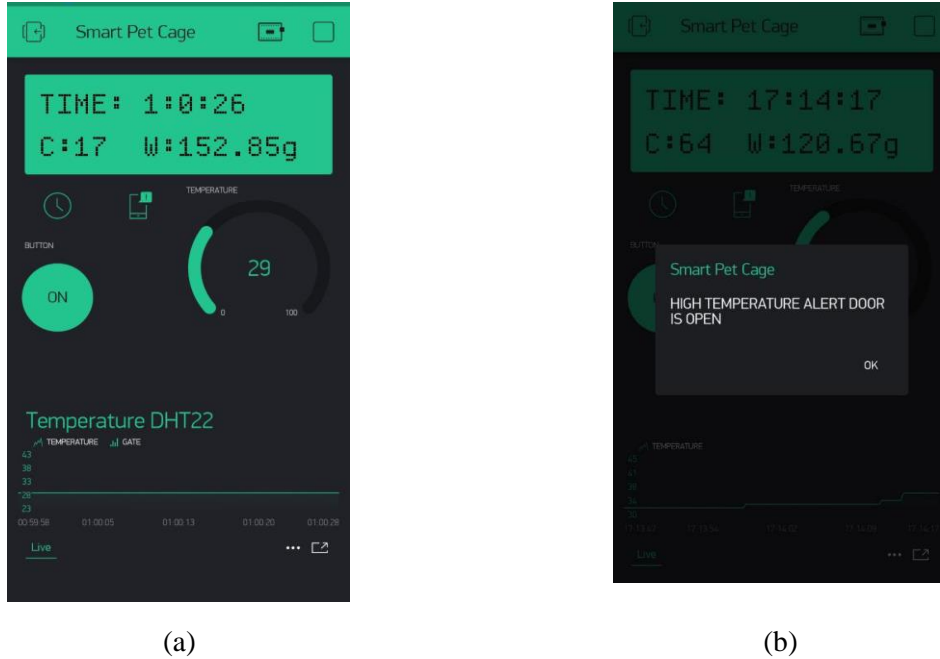 Smart Pet Cage
TIME: 1:0:26
C:17 W:152.85g
TEMPERATURE
BUTTON
ON
29
0 100
Temperature DHT22
TEMPERATURE GATE
43
38
33
28
23
00:59:58 01:00:05 01:00:13 01:00:20 01:00:28
Live
(a)
Smart Pet Cage
TIME: 17:14:17
C:64 W:120.67g
TEMPERATURE
BUTTON
Smart Pet Cage
HIGH TEMPERATURE ALERT DOOR
IS OPEN
OK
TEMPERATURE
Live
(b)